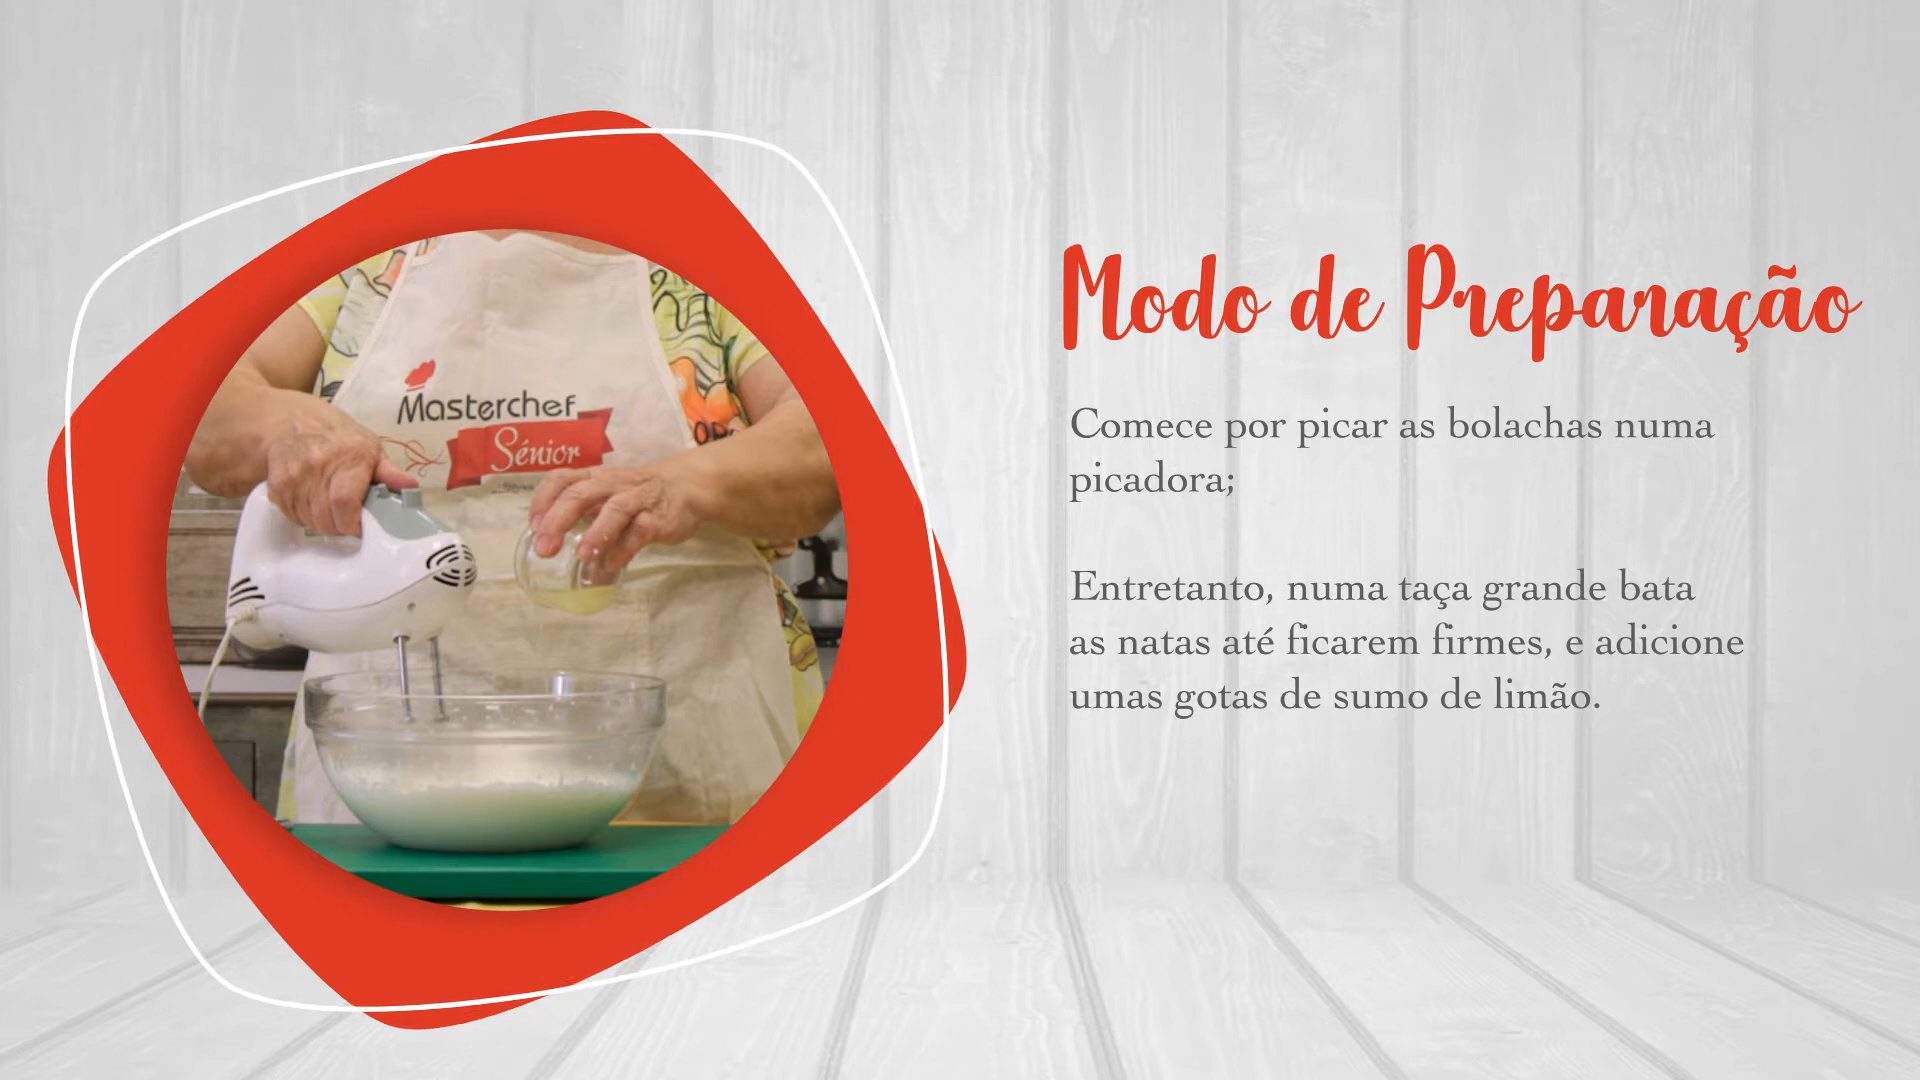 Modo de Preparação
Comece por picar as bolachas numa
picadora;
Entretanto, numa taça grande bata
as natas até ficarem firmes, e adicione
umas gotas de sumo de limão.
Masterchef
Sénior